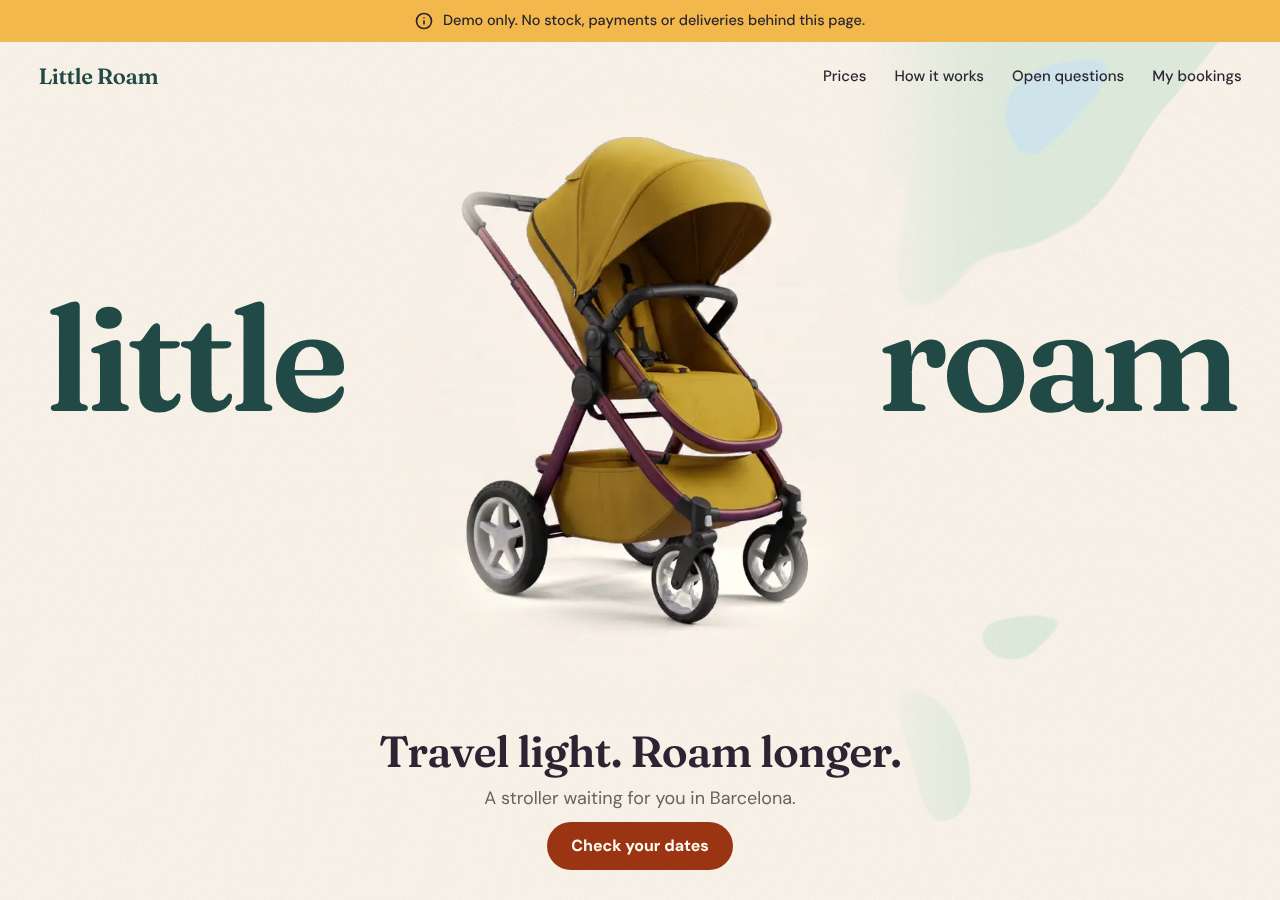 Demo only. No stock, payments or deliveries behind this page.
Little Roam
Prices
How it works
Open questions
My bookings
little
roam
Travel light. Roam longer.
A stroller waiting for you in Barcelona.
Check your dates